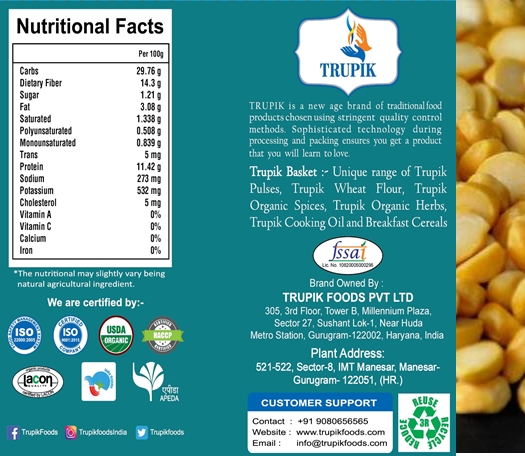 Nutritional Facts
Per 100g
Carbs 29.76 g
Dietary Fiber 14.3 g
Sugar 1.21 g
Fat 3.08 g
Saturated 1.338 g
Polyunsaturated 0.508 g
Monounsaturated 0.839 g
Trans 5 mg
Protein 11.42 g
Sodium 273 mg
Potassium 532 mg
Cholesterol 5 mg
Vitamin A 0%
Vitamin C 0%
Calcium 0%
Iron 0%
*The nutritional may slightly vary being
natural agricultural ingredient.
We are certified by:-
ISO
22000:2005
CERTIFIED
ISO
9001:2015
COMPANY
USDA
ORGANIC
HACCP
lacon
QUALITY
एपीडा
APEDA
TrupikFoods
TrupikfoodsIndia
Trupikfoods
TRUPIK
TRUPIK is a new age brand of traditional food
products chosen using stringent quality control
methods. Sophisticated technology during
processing and packing ensures you get a product
that you will learn to love.
Trupik Basket :- Unique range of Trupik
Pulses, Trupik Wheat Flour, Trupik
Organic Spices, Trupik Organic Herbs,
Trupik Cooking Oil and Breakfast Cereals
fssai
Lic. No. 10820005000295
Brand Owned By :
TRUPIK FOODS PVT LTD
305, 3rd Floor, Tower B, Millennium Plaza,
Sector 27, Sushant Lok-1, Near Huda
Metro Station, Gurugram-122002, Haryana, India
Plant Address:
521-522, Sector-8, IMT Manesar, Manesar-
Gurugram- 122051, (HR.)
CUSTOMER SUPPORT
Contact : +91 9080656565
Website : www.trupikfoods.com
Email : info@trupikfoods.com
REDUCE
REUSE
RECYCLE
3R